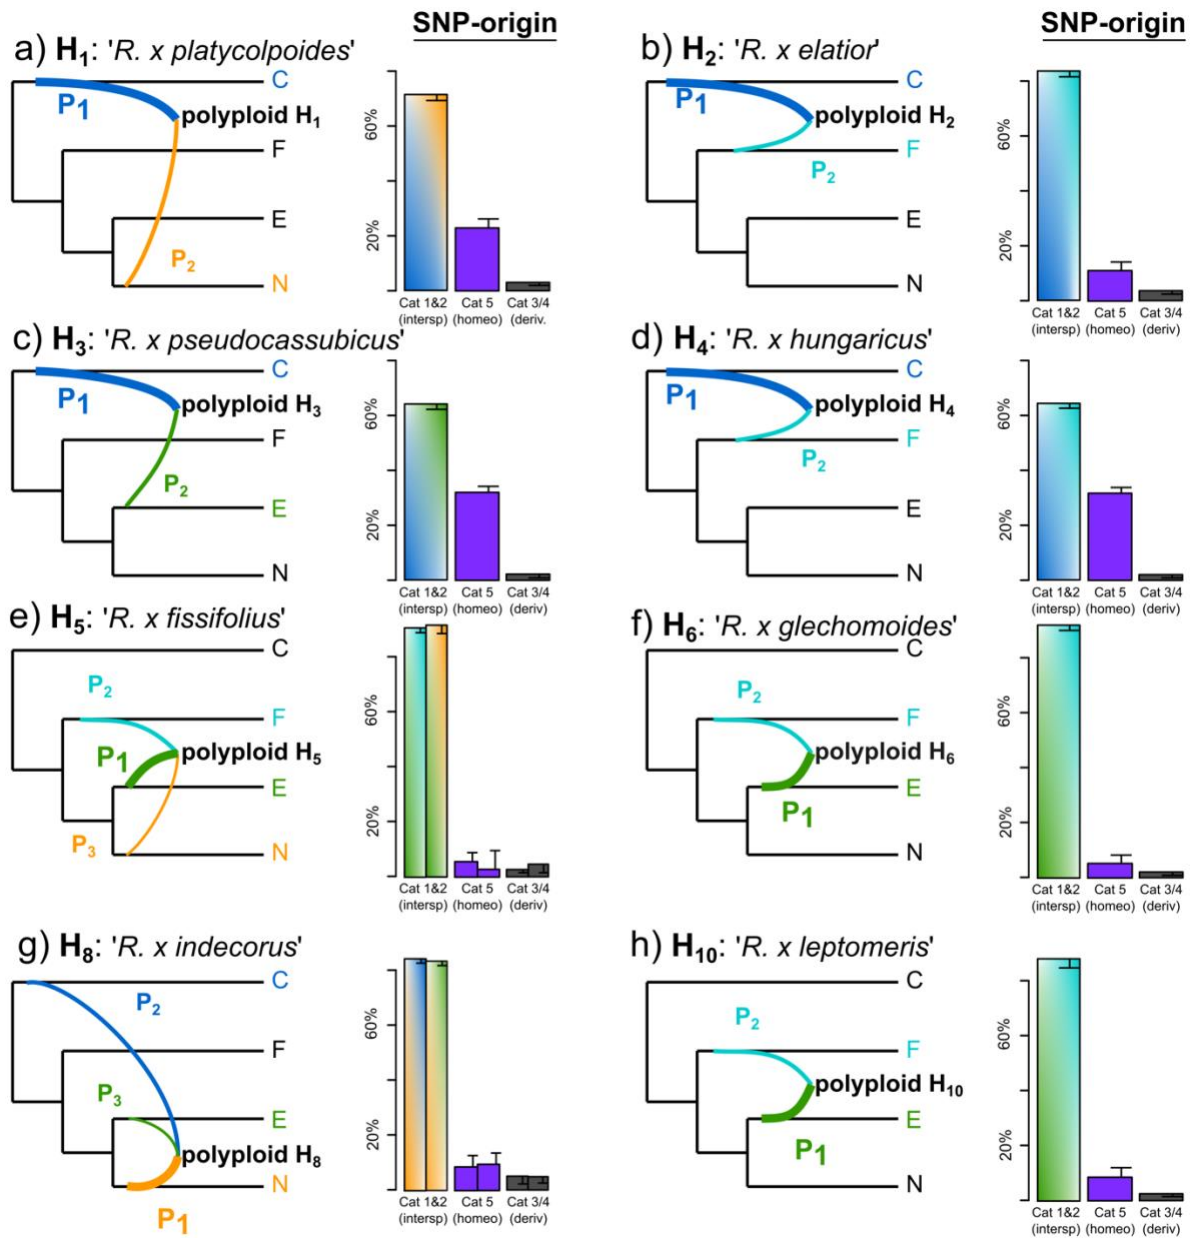 SNP-origin
SNP-origin
a) H1: 'R. x platycolpoides'
C
P1
polyploid H1
F
E
P2
N
60%
20%
Cat 1&2 Cat 5 Cat 3/4
(intersp) (homeo) (deriv.
b) H2: 'R. x elatior'
C
P1
polyploid H2
F
P2
E
N
60%
20%
Cat 1&2 Cat 5 Cat 3/4
(intersp) (homeo) (deriv)
c) H3: 'R. x pseudocassubicus'
C
P1
polyploid H3
F
P2
E
N
60%
20%
Cat 1&2 Cat 5 Cat 3/4
(intersp) (homeo) (deriv)
d) H4: 'R. x hungaricus'
C
P1
polyploid H4
F
P2
E
N
60%
20%
Cat 1&2 Cat 5 Cat 3/4
(intersp) (homeo) (deriv)
e) H5: 'R. x fissifolius'
C
P2
F
P1
polyploid H5
E
P3
N
60%
20%
Cat 1&2 Cat 5 Cat 3/4
(intersp) (homeo) (deriv)
f) H6: 'R. x glechomoides'
C
P2
F
polyploid H6
E
P1
N
60%
20%
Cat 1&2 Cat 5 Cat 3/4
(intersp) (homeo) (deriv)
g) H8: 'R. x indecorus'
C
P2
F
P3
E
polyploid H8
N
P1
60%
20%
Cat 1&2 Cat 5 Cat 3/4
(intersp) (homeo) (deriv)
h) H10: 'R. x leptomeris'
C
P2
F
polyploid H10
E
P1
N
60%
20%
Cat 1&2 Cat 5 Cat 3/4
(intersp) (homeo) (deriv)